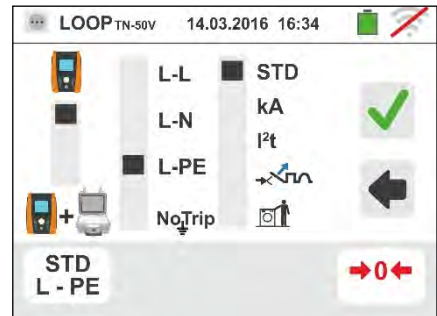 LOOP TN-50V 14.03.2016 16:34
L-L STD
L-N kA
I²t
L-PE
NoTrip
STD
L - PE
➔0←